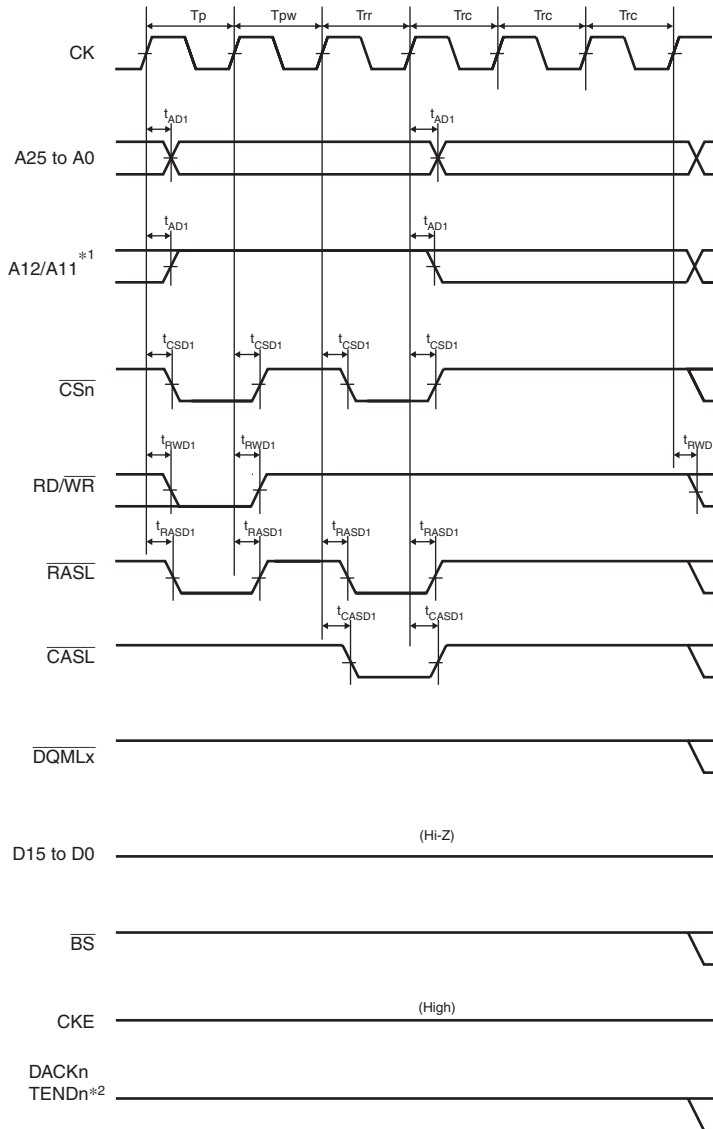 Tp Tpw Trr Trc Trc Trc
CK
tAD1 tAD1
A25 to A0
tAD1 tAD1
A12/A11*1
tCSD1 tCSD1 tCSD1 tCSD1
CSn
tRWD1 tRWD1 tRWD
RD/WR
tRASD1 tRASD1 tRASD1 tRASD1
RASL
tCASD1 tCASD1
CASL
DQMLx
(Hi-Z)
D15 to D0
BS
(High)
CKE
DACKn
TENDn*2